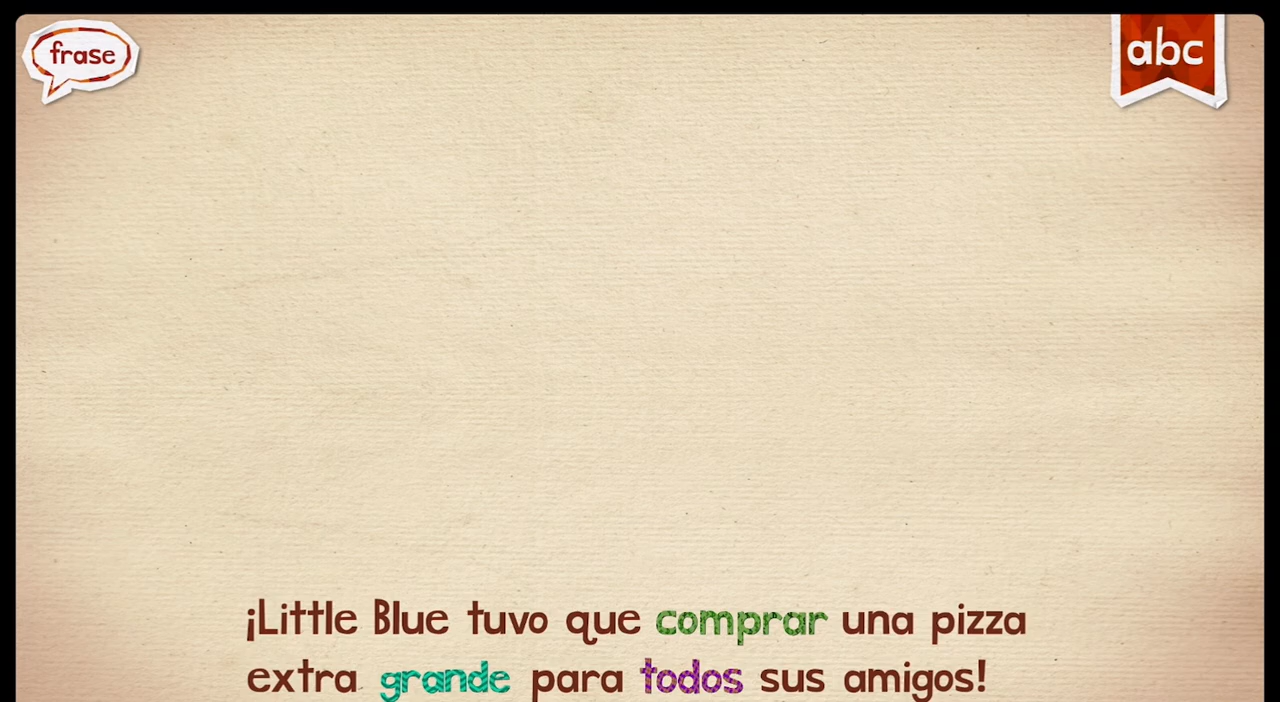 frase
abc
¡Little Blue tuvo que comprar una pizza
extra grande para todos sus amigos!